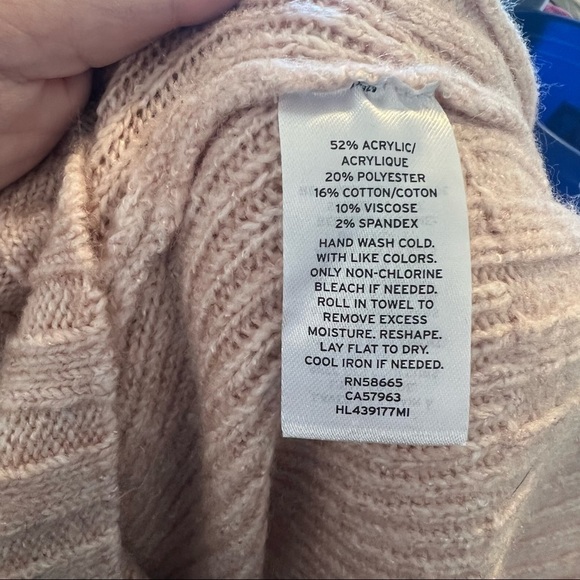 52% ACRYLIC/
ACRYLIQUE
20% POLYESTER
16% COTTON/COTON
10% VISCOSE
2% SPANDEX
HAND WASH COLD.
WITH LIKE COLORS.
ONLY NON-CHLORINE
BLEACH IF NEEDED.
ROLL IN TOWEL TO
REMOVE EXCESS
MOISTURE. RESHAPE.
LAY FLAT TO DRY.
COOL IRON IF NEEDED.
RN58665
CA57963
HL439177MI